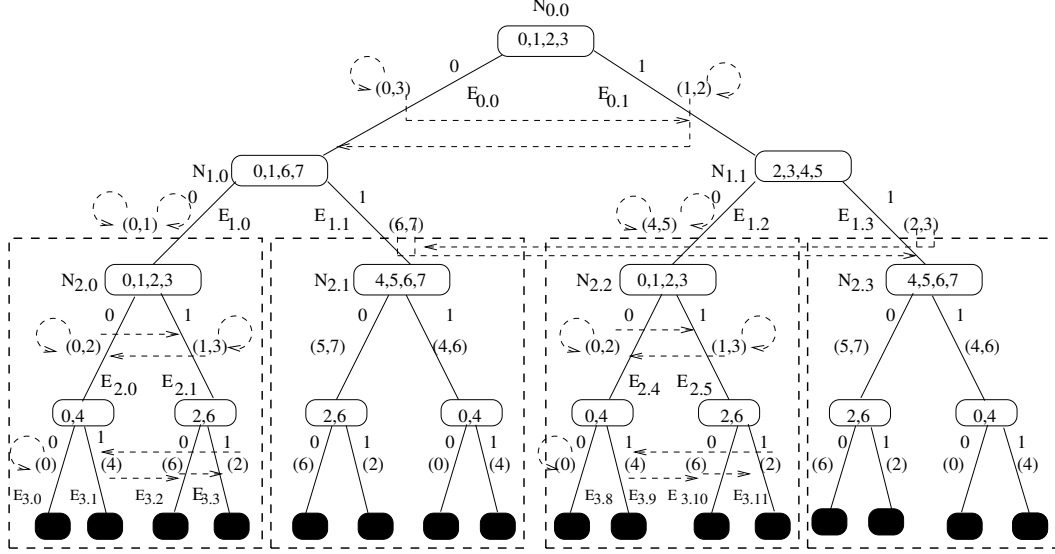 N0.0
0,1,2,3
0 1
(0,3) E0.0 E0.1 (1,2)
N1.0 0,1,6,7 N1.1 2,3,4,5
0 1 0 1
(0,1) E1.0 E1.1 (6,7) (4,5) E1.2 E1.3 (2,3)
N2.0 0,1,2,3 N2.1 4,5,6,7 N2.2 0,1,2,3 N2.3 4,5,6,7
0 1 0 1 0 1 0 1
(0,2) (1,3) (5,7) (4,6) (0,2) (1,3) (5,7) (4,6)
E2.0 E2.1 E2.4 E2.5
0,4 2,6 2,6 0,4 0,4 2,6 2,6 0,4
0 1 0 1 0 1 0 1 0 1 0 1 0 1 0 1
(0) (4) (6) (2) (6) (2) (0) (4) (0) (4) (6) (2) (6) (2) (0) (4)
E3.0 E3.1 E3.2 E3.3 E3.8 E3.9 E3.10 E3.11